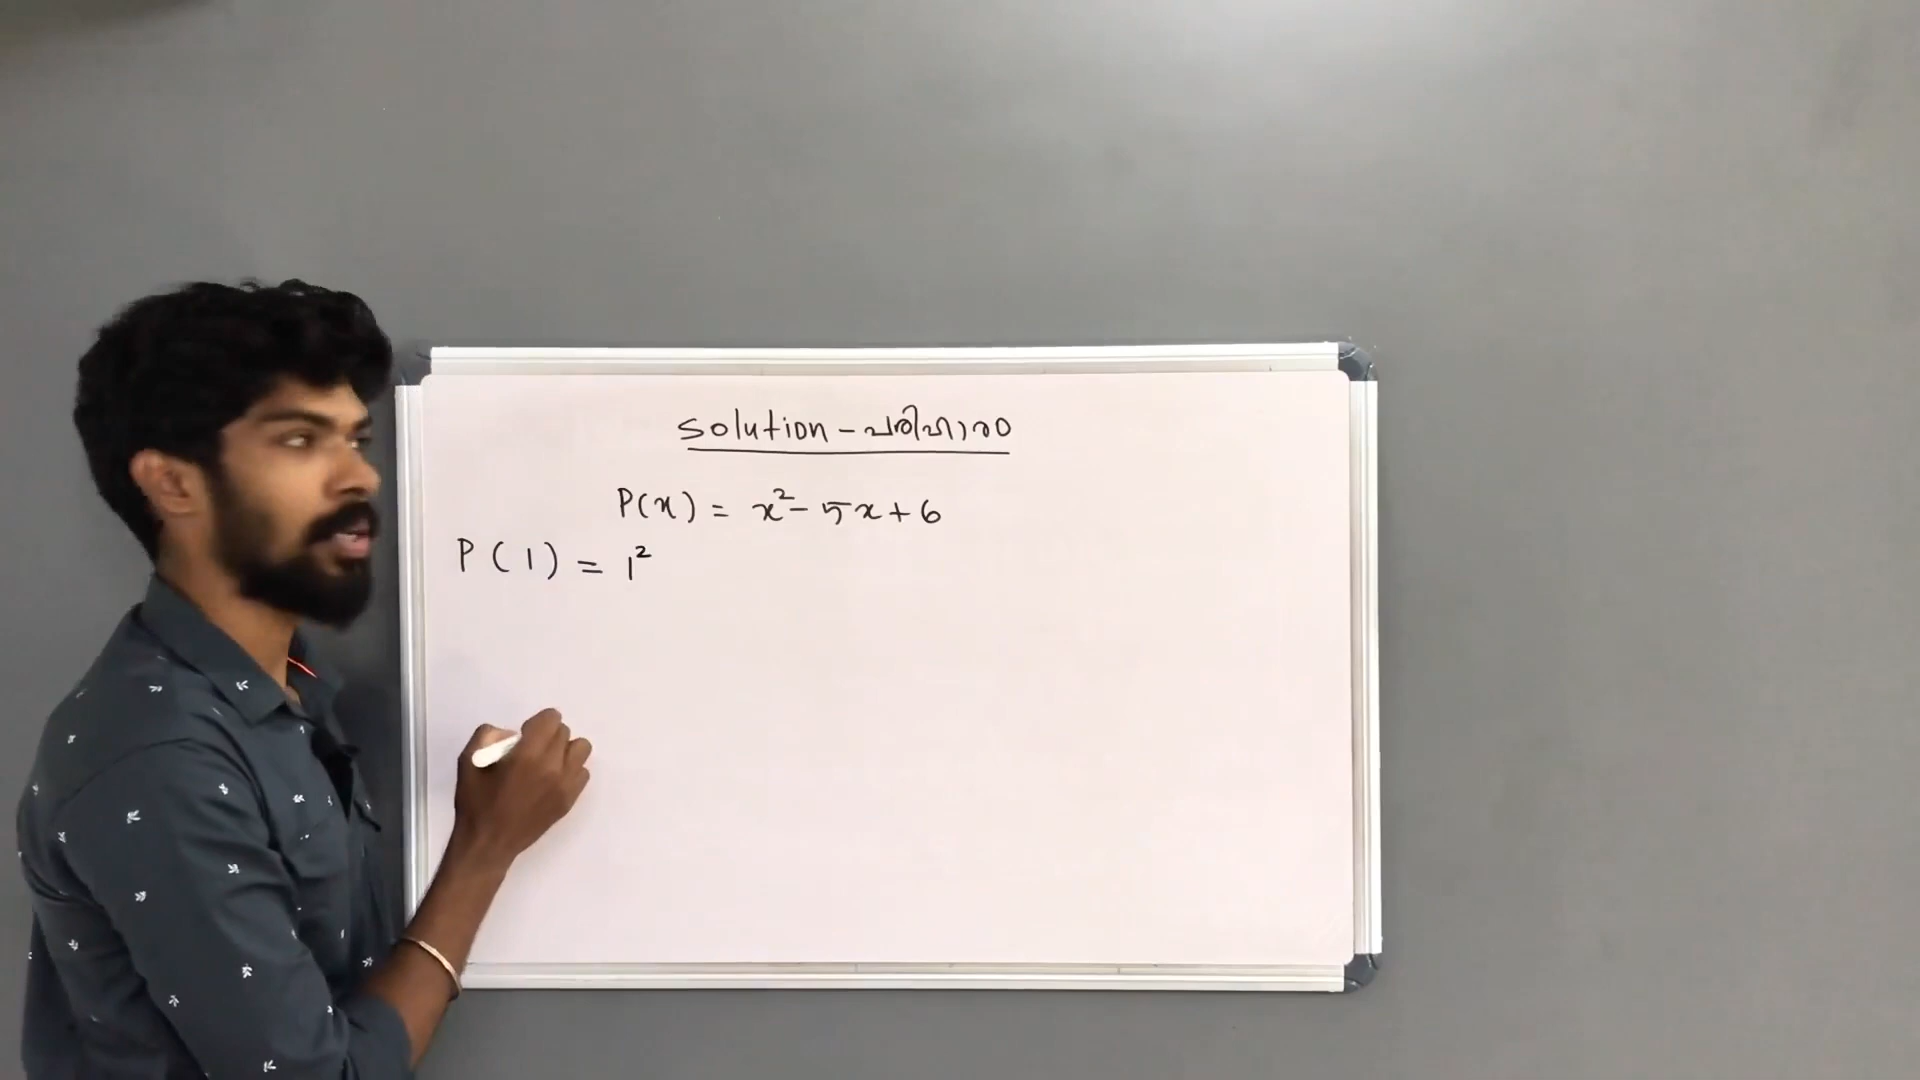 Solution - പരിഹാരം
P(x) = x² - 5x + 6
P(1) = 1²